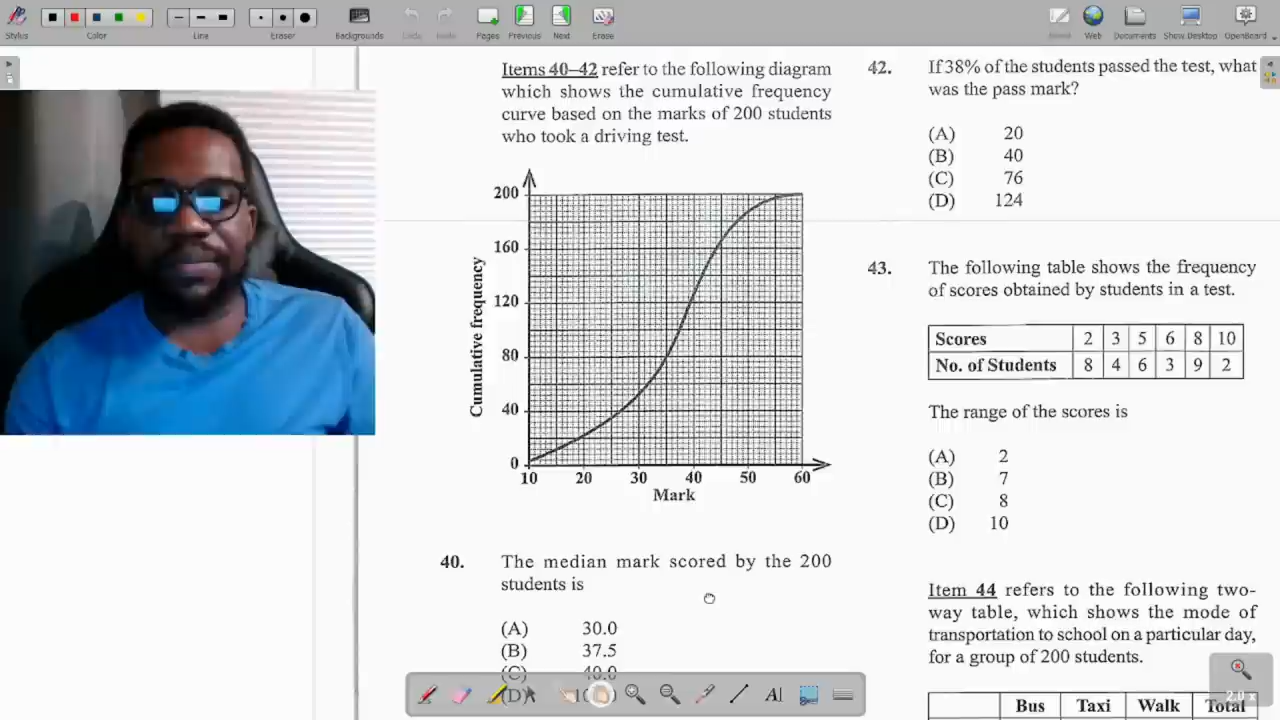 Stylus
Color
Line
Eraser
Backgrounds
Undo
Redo
Pages
Previous
Next
Erase
Web
Documents
Show Desktop
OpenBoard
Items 40–42 refer to the following diagram
which shows the cumulative frequency
curve based on the marks of 200 students
who took a driving test.
200
160
120
80
40
0
Cumulative frequency
10 20 30 40 50 60
Mark
40. The median mark scored by the 200
students is
(A) 30.0
(B) 37.5
(C) 40.0
(D)
42. If 38% of the students passed the test, what
was the pass mark?
(A) 20
(B) 40
(C) 76
(D) 124
43. The following table shows the frequency
of scores obtained by students in a test.
Scores 2 3 5 6 8 10
No. of Students 8 4 6 3 9 2
The range of the scores is
(A) 2
(B) 7
(C) 8
(D) 10
Item 44 refers to the following two-
way table, which shows the mode of
transportation to school on a particular day,
for a group of 200 students.
Bus Taxi Walk Total
2.0 x